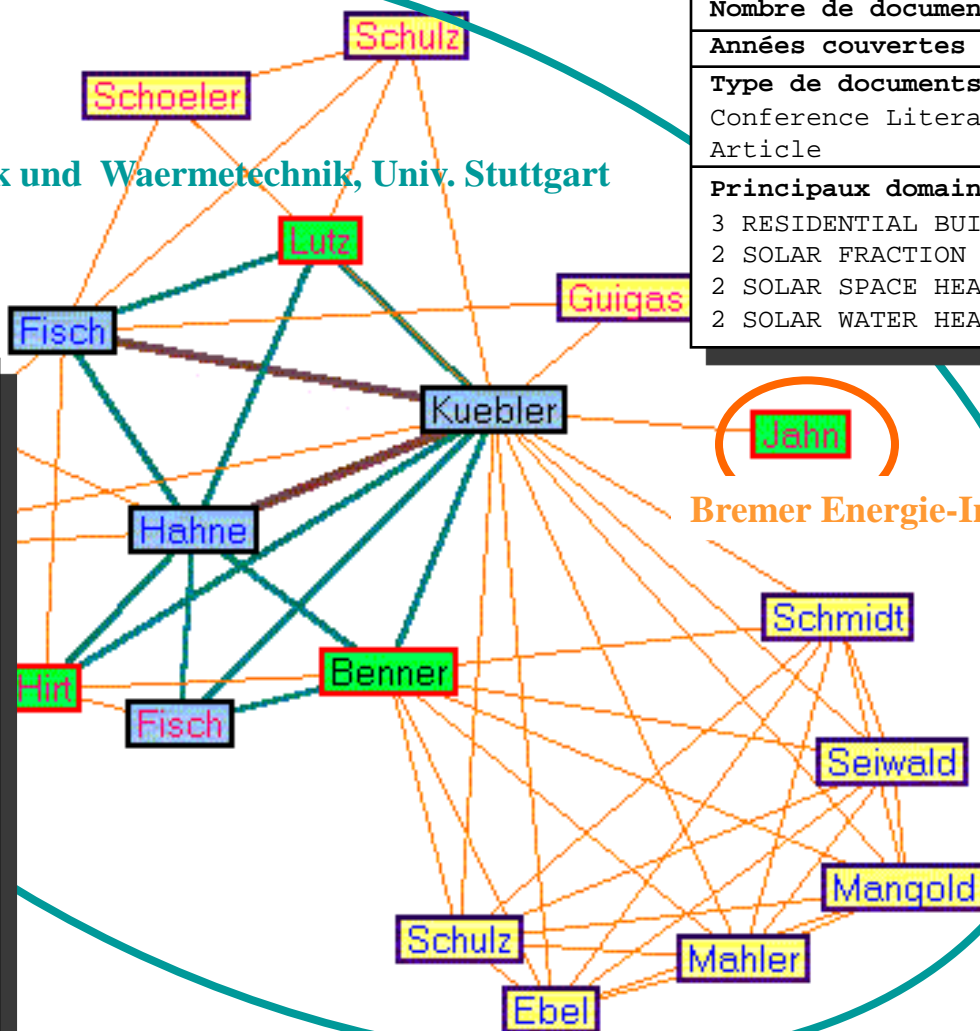 Nombre de documen
Années couvertes
Type de documents
Conference Litera
Article
Principaux domain
3 RESIDENTIAL BUI
2 SOLAR FRACTION
2 SOLAR SPACE HEA
2 SOLAR WATER HEA
Schulz
Schoeler
k und Waermetechnik, Univ. Stuttgart
Lutz
Guigas
Fisch
Kuebler
Jahn
Bremer Energie-In
Hahne
Schmidt
Benner
Hirt
Fisch
Seiwald
Mangold
Schulz
Mahler
Ebel